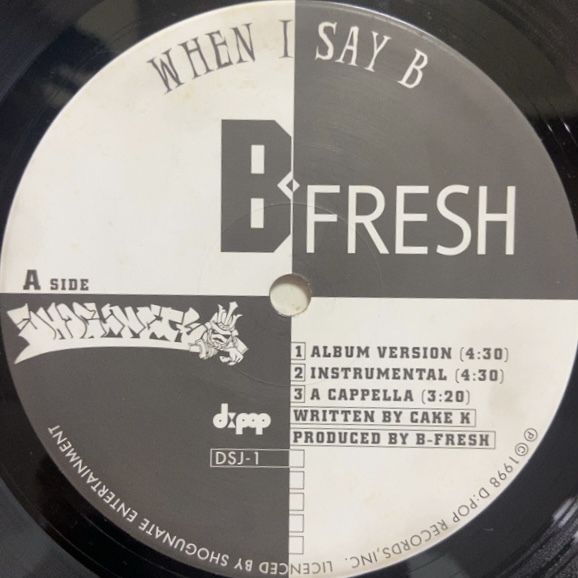 WHEN I SAY B
B
FRESH
A SIDE
SHOGUNATE
1 ALBUM VERSION (4:30)
2 INSTRUMENTAL (4:30)
3 A CAPPELLA (3:20)
WRITTEN BY CAKE K
PRODUCED BY B-FRESH
d:pop
DSJ-1
℗©1998 D:POP RECORDS,INC. LICENCED BY SHOGUNATE ENTERTAINMENT